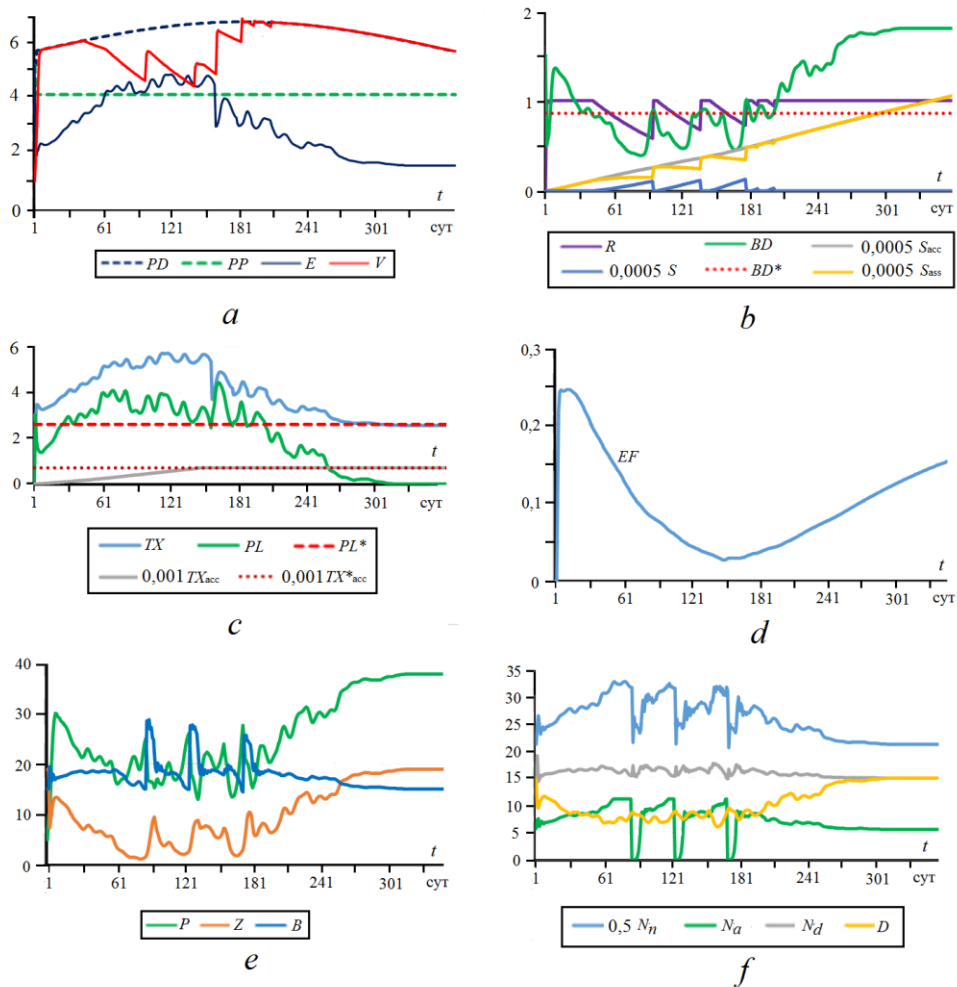 6
4
2
0
t
1
61
121
181
241
301
сут
PD
PP
E
V
a
2
1
0
t
1
61
121
181
241
301
сут
R
BD
0,0005 Sacc
0,0005 S
BD*
0,0005 Sass
b
6
4
2
0
t
1
61
121
181
241
301
сут
TX
PL
PL*
0,001TXacc
0,001TX*acc
c
0,3
0,2
0,1
0
EF
t
1
61
121
181
241
301
сут
d
40
30
20
10
0
t
1
61
121
181
241
301
сут
P
Z
B
e
35
30
25
20
15
10
5
0
t
1
61
121
181
241
301
сут
0,5 Nn
Na
Nd
D
f